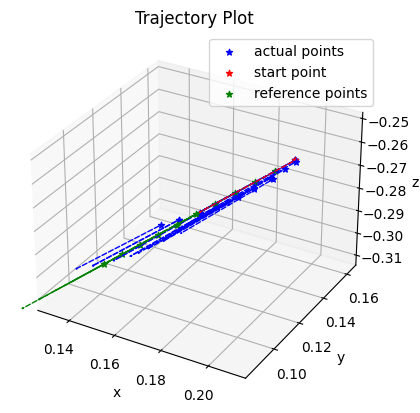 Trajectory Plot
actual points
start point
reference points
−0.25
−0.26
−0.27
−0.28
−0.29
−0.30
−0.31
z
0.16
0.14
0.12
0.10
y
0.14
0.16
0.18
0.20
x